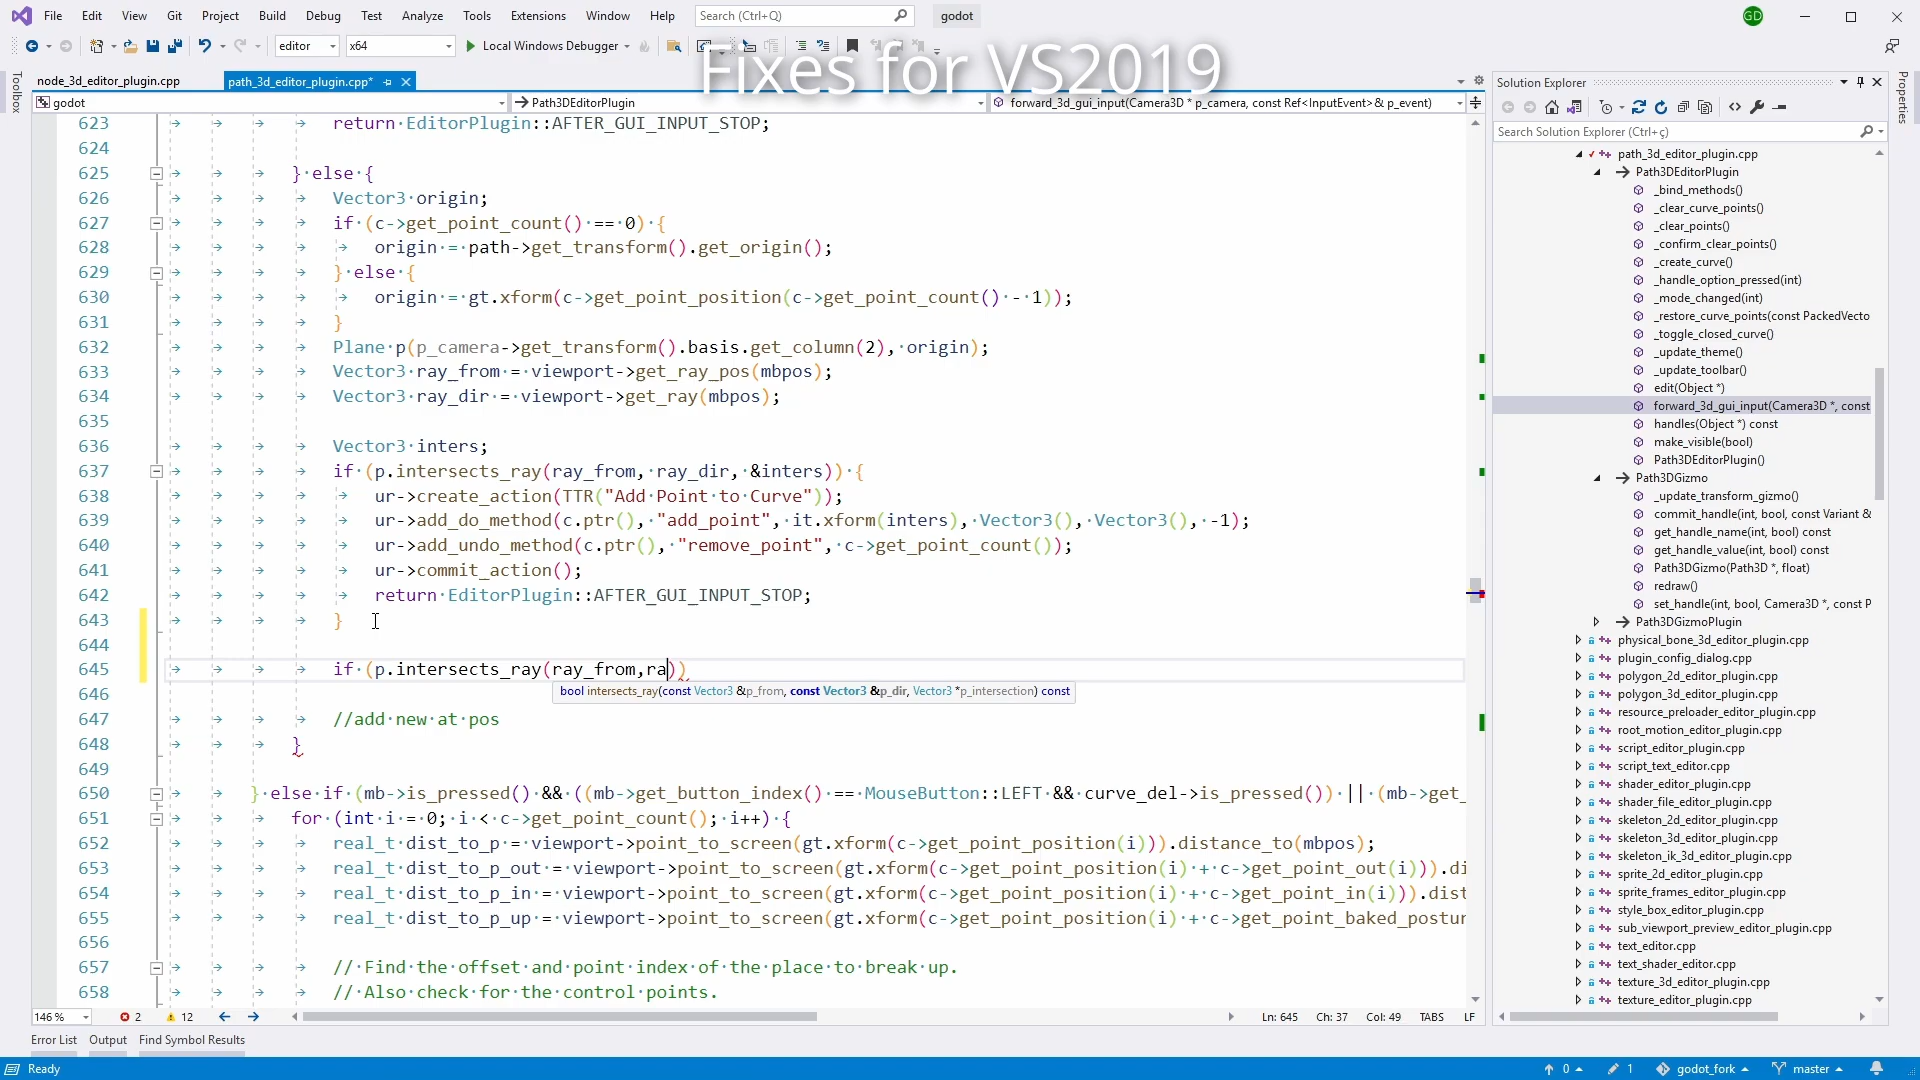 File Edit View Git Project Build Debug Test Analyze Tools Extensions Window Help Search (Ctrl+Q) godot GD
editor x64 Local Windows Debugger
Fixes for VS2019
Toolbox
node_3d_editor_plugin.cpp path_3d_editor_plugin.cpp*
godot Path3DEditorPlugin forward_3d_gui_input(Camera3D * p_camera, const Ref<InputEvent>& p_event)
623 return EditorPlugin::AFTER_GUI_INPUT_STOP;
624
625 } else {
626 Vector3 origin;
627 if (c->get_point_count() == 0) {
628 origin = path->get_transform().get_origin();
629 } else {
630 origin = gt.xform(c->get_point_position(c->get_point_count() - 1));
631 }
632 Plane p(p_camera->get_transform().basis.get_column(2), origin);
633 Vector3 ray_from = viewport->get_ray_pos(mbpos);
634 Vector3 ray_dir = viewport->get_ray(mbpos);
635
636 Vector3 inters;
637 if (p.intersects_ray(ray_from, ray_dir, &inters)) {
638 ur->create_action(TTR("Add Point to Curve"));
639 ur->add_do_method(c.ptr(), "add_point", it.xform(inters), Vector3(), Vector3(), -1);
640 ur->add_undo_method(c.ptr(), "remove_point", c->get_point_count());
641 ur->commit_action();
642 return EditorPlugin::AFTER_GUI_INPUT_STOP;
643 }
644
645 if (p.intersects_ray(ray_from,ra))
bool intersects_ray(const Vector3 &p_from, const Vector3 &p_dir, Vector3 *p_intersection) const
646
647 //add new at pos
648 }
649
650 } else if (mb->is_pressed() && ((mb->get_button_index() == MouseButton::LEFT && curve_del->is_pressed()) || (mb->get_
651 for (int i = 0; i < c->get_point_count(); i++) {
652 real_t dist_to_p = viewport->point_to_screen(gt.xform(c->get_point_position(i))).distance_to(mbpos);
653 real_t dist_to_p_out = viewport->point_to_screen(gt.xform(c->get_point_position(i) + c->get_point_out(i))).di
654 real_t dist_to_p_in = viewport->point_to_screen(gt.xform(c->get_point_position(i) + c->get_point_in(i))).dist
655 real_t dist_to_p_up = viewport->point_to_screen(gt.xform(c->get_point_position(i) + c->get_point_baked_postur
656
657 // Find the offset and point index of the place to break up.
658 // Also check for the control points.
146 % 2 12 Ln: 645 Ch: 37 Col: 49 TABS LF
Error List Output Find Symbol Results
Ready 0 1 godot_fork master
Solution Explorer
Properties
Search Solution Explorer (Ctrl+ç)
path_3d_editor_plugin.cpp
Path3DEditorPlugin
_bind_methods()
_clear_curve_points()
_clear_points()
_confirm_clear_points()
_create_curve()
_handle_option_pressed(int)
_mode_changed(int)
_restore_curve_points(const PackedVecto
_toggle_closed_curve()
_update_theme()
_update_toolbar()
edit(Object *)
forward_3d_gui_input(Camera3D *, const
handles(Object *) const
make_visible(bool)
Path3DEditorPlugin()
Path3DGizmo
_update_transform_gizmo()
commit_handle(int, bool, const Variant &
get_handle_name(int, bool) const
get_handle_value(int, bool) const
Path3DGizmo(Path3D *, float)
redraw()
set_handle(int, bool, Camera3D *, const P
Path3DGizmoPlugin
physical_bone_3d_editor_plugin.cpp
plugin_config_dialog.cpp
polygon_2d_editor_plugin.cpp
polygon_3d_editor_plugin.cpp
resource_preloader_editor_plugin.cpp
root_motion_editor_plugin.cpp
script_editor_plugin.cpp
script_text_editor.cpp
shader_editor_plugin.cpp
shader_file_editor_plugin.cpp
skeleton_2d_editor_plugin.cpp
skeleton_3d_editor_plugin.cpp
skeleton_ik_3d_editor_plugin.cpp
sprite_2d_editor_plugin.cpp
sprite_frames_editor_plugin.cpp
style_box_editor_plugin.cpp
sub_viewport_preview_editor_plugin.cpp
text_editor.cpp
text_shader_editor.cpp
texture_3d_editor_plugin.cpp
texture_editor_plugin.cpp